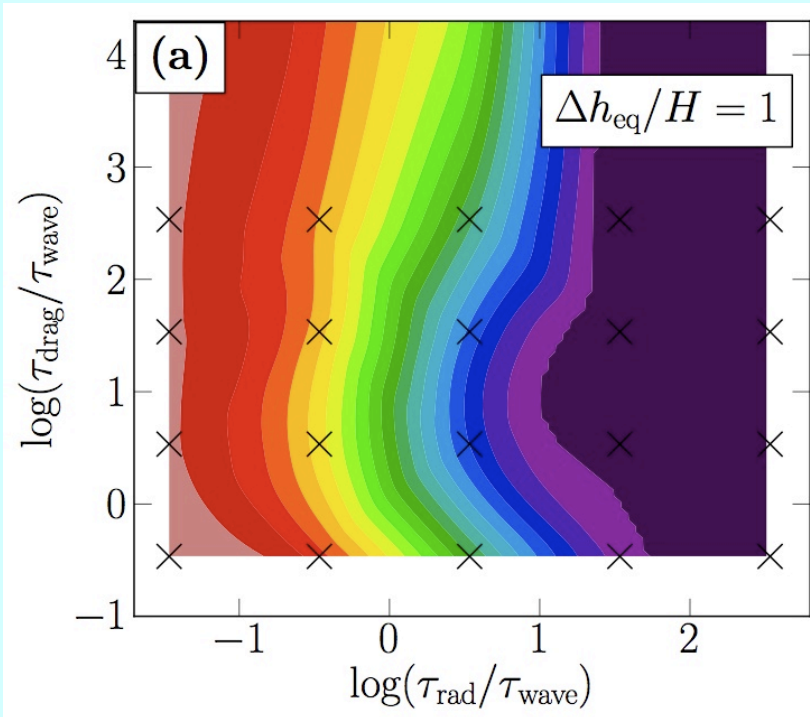 (a)
Δh_eq/H = 1
4
3
2
1
0
−1
log(τ_drag/τ_wave)
−1 0 1 2
log(τ_rad/τ_wave)